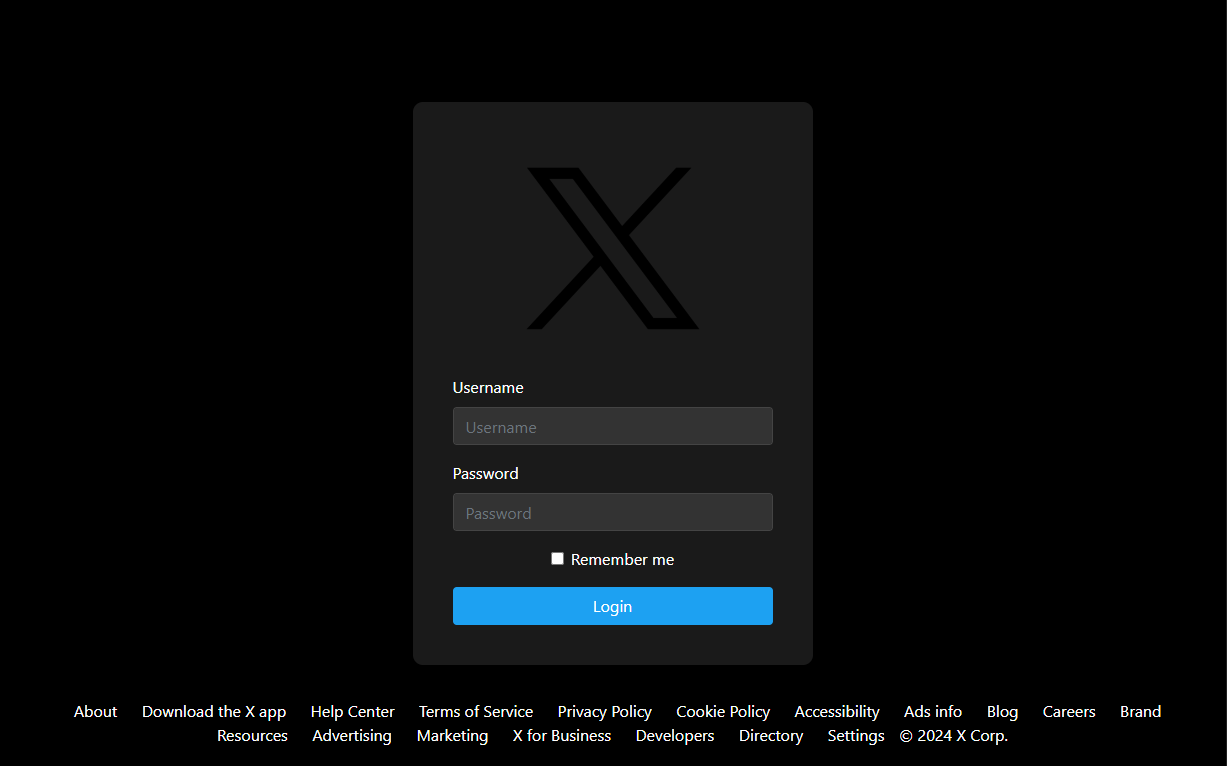 Username
Username
Password
Password
Remember me
Login
About Download the X app Help Center Terms of Service Privacy Policy Cookie Policy Accessibility Ads info Blog Careers Brand
Resources Advertising Marketing X for Business Developers Directory Settings © 2024 X Corp.